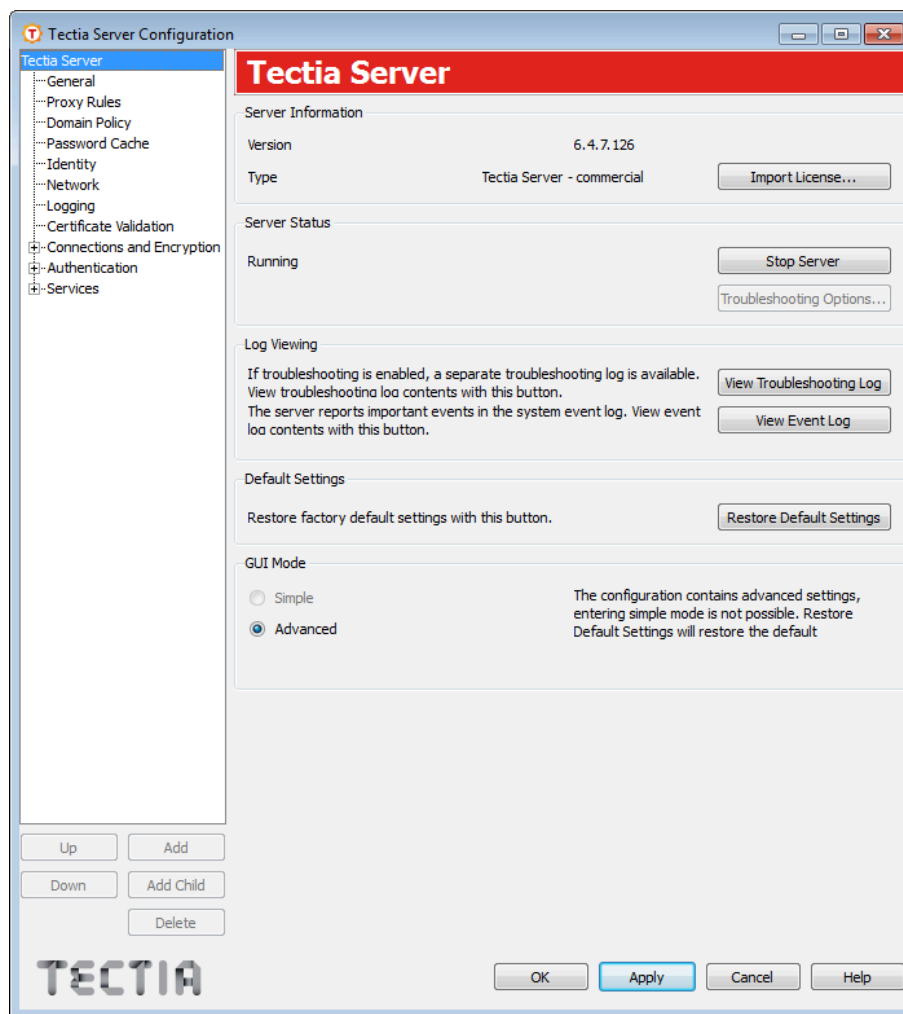 Tectia Server Configuration
Tectia Server
General
Proxy Rules
Domain Policy
Password Cache
Identity
Network
Logging
Certificate Validation
Connections and Encryption
Authentication
Services
Tectia Server
Server Information
Version 6.4.7.126
Type Tectia Server - commercial Import License...
Server Status
Running Stop Server
Troubleshooting Options...
Log Viewing
If troubleshooting is enabled, a separate troubleshooting log is available.
View troubleshooting log contents with this button.
View Troubleshooting Log
The server reports important events in the system event log. View event
log contents with this button.
View Event Log
Default Settings
Restore factory default settings with this button. Restore Default Settings
GUI Mode
Simple
Advanced
The configuration contains advanced settings,
entering simple mode is not possible. Restore
Default Settings will restore the default
Up Add
Down Add Child
Delete
TECTIA
OK Apply Cancel Help